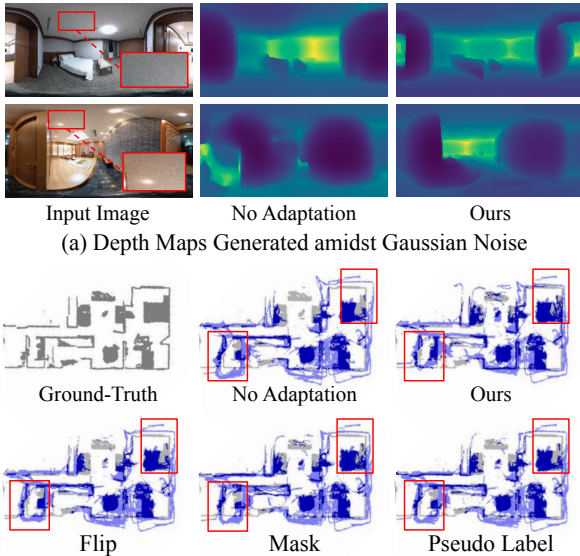 Input Image No Adaptation Ours
(a) Depth Maps Generated amidst Gaussian Noise
Ground-Truth No Adaptation Ours
Flip Mask Pseudo Label